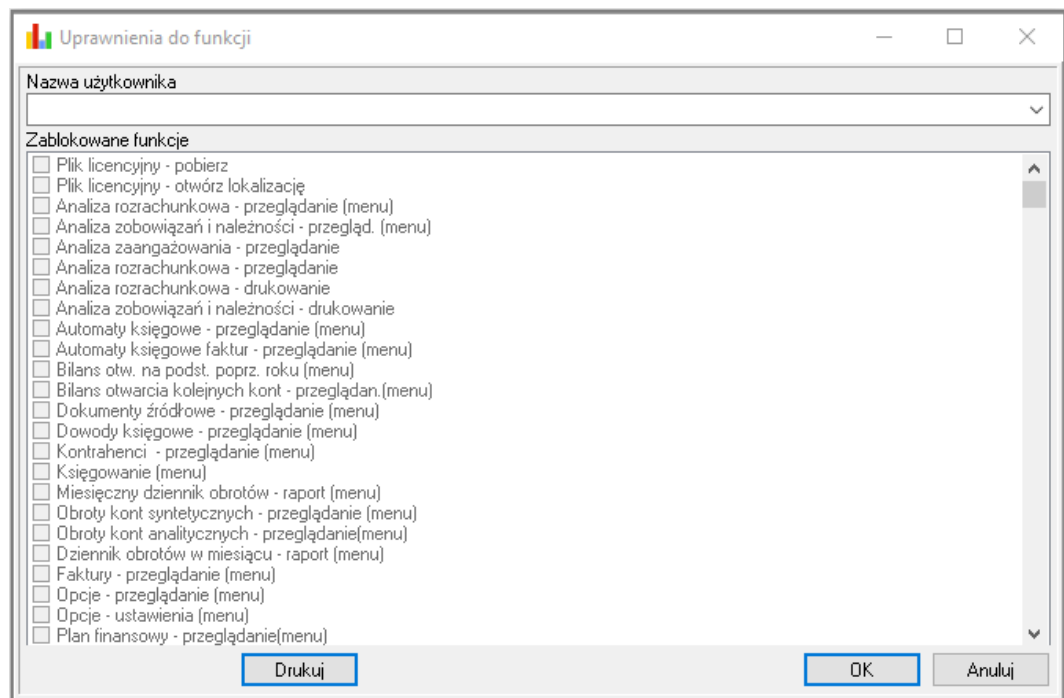 Uprawnienia do funkcji
Nazwa użytkownika
Zablokowane funkcje
Plik licencyjny - pobierz
Plik licencyjny - otwórz lokalizację
Analiza rozrachunkowa - przeglądanie (menu)
Analiza zobowiązań i należności - przegląd. (menu)
Analiza zaangażowania - przeglądanie
Analiza rozrachunkowa - przeglądanie
Analiza rozrachunkowa - drukowanie
Analiza zobowiązań i należności - drukowanie
Automaty księgowe - przeglądanie (menu)
Automaty księgowe faktur - przeglądanie (menu)
Bilans otw. na podst. poprz. roku (menu)
Bilans otwarcia kolejnych kont - przeglądan.(menu)
Dokumenty źródłowe - przeglądanie (menu)
Dowody księgowe - przeglądanie (menu)
Kontrahenci - przeglądanie (menu)
Księgowanie (menu)
Miesięczny dziennik obrotów - raport (menu)
Obroty kont syntetycznych - przeglądanie (menu)
Obroty kont analitycznych - przeglądanie(menu)
Dziennik obrotów w miesiącu - raport (menu)
Faktury - przeglądanie (menu)
Opcje - przeglądanie (menu)
Opcje - ustawienia (menu)
Plan finansowy - przeglądanie(menu)
Drukuj OK Anuluj